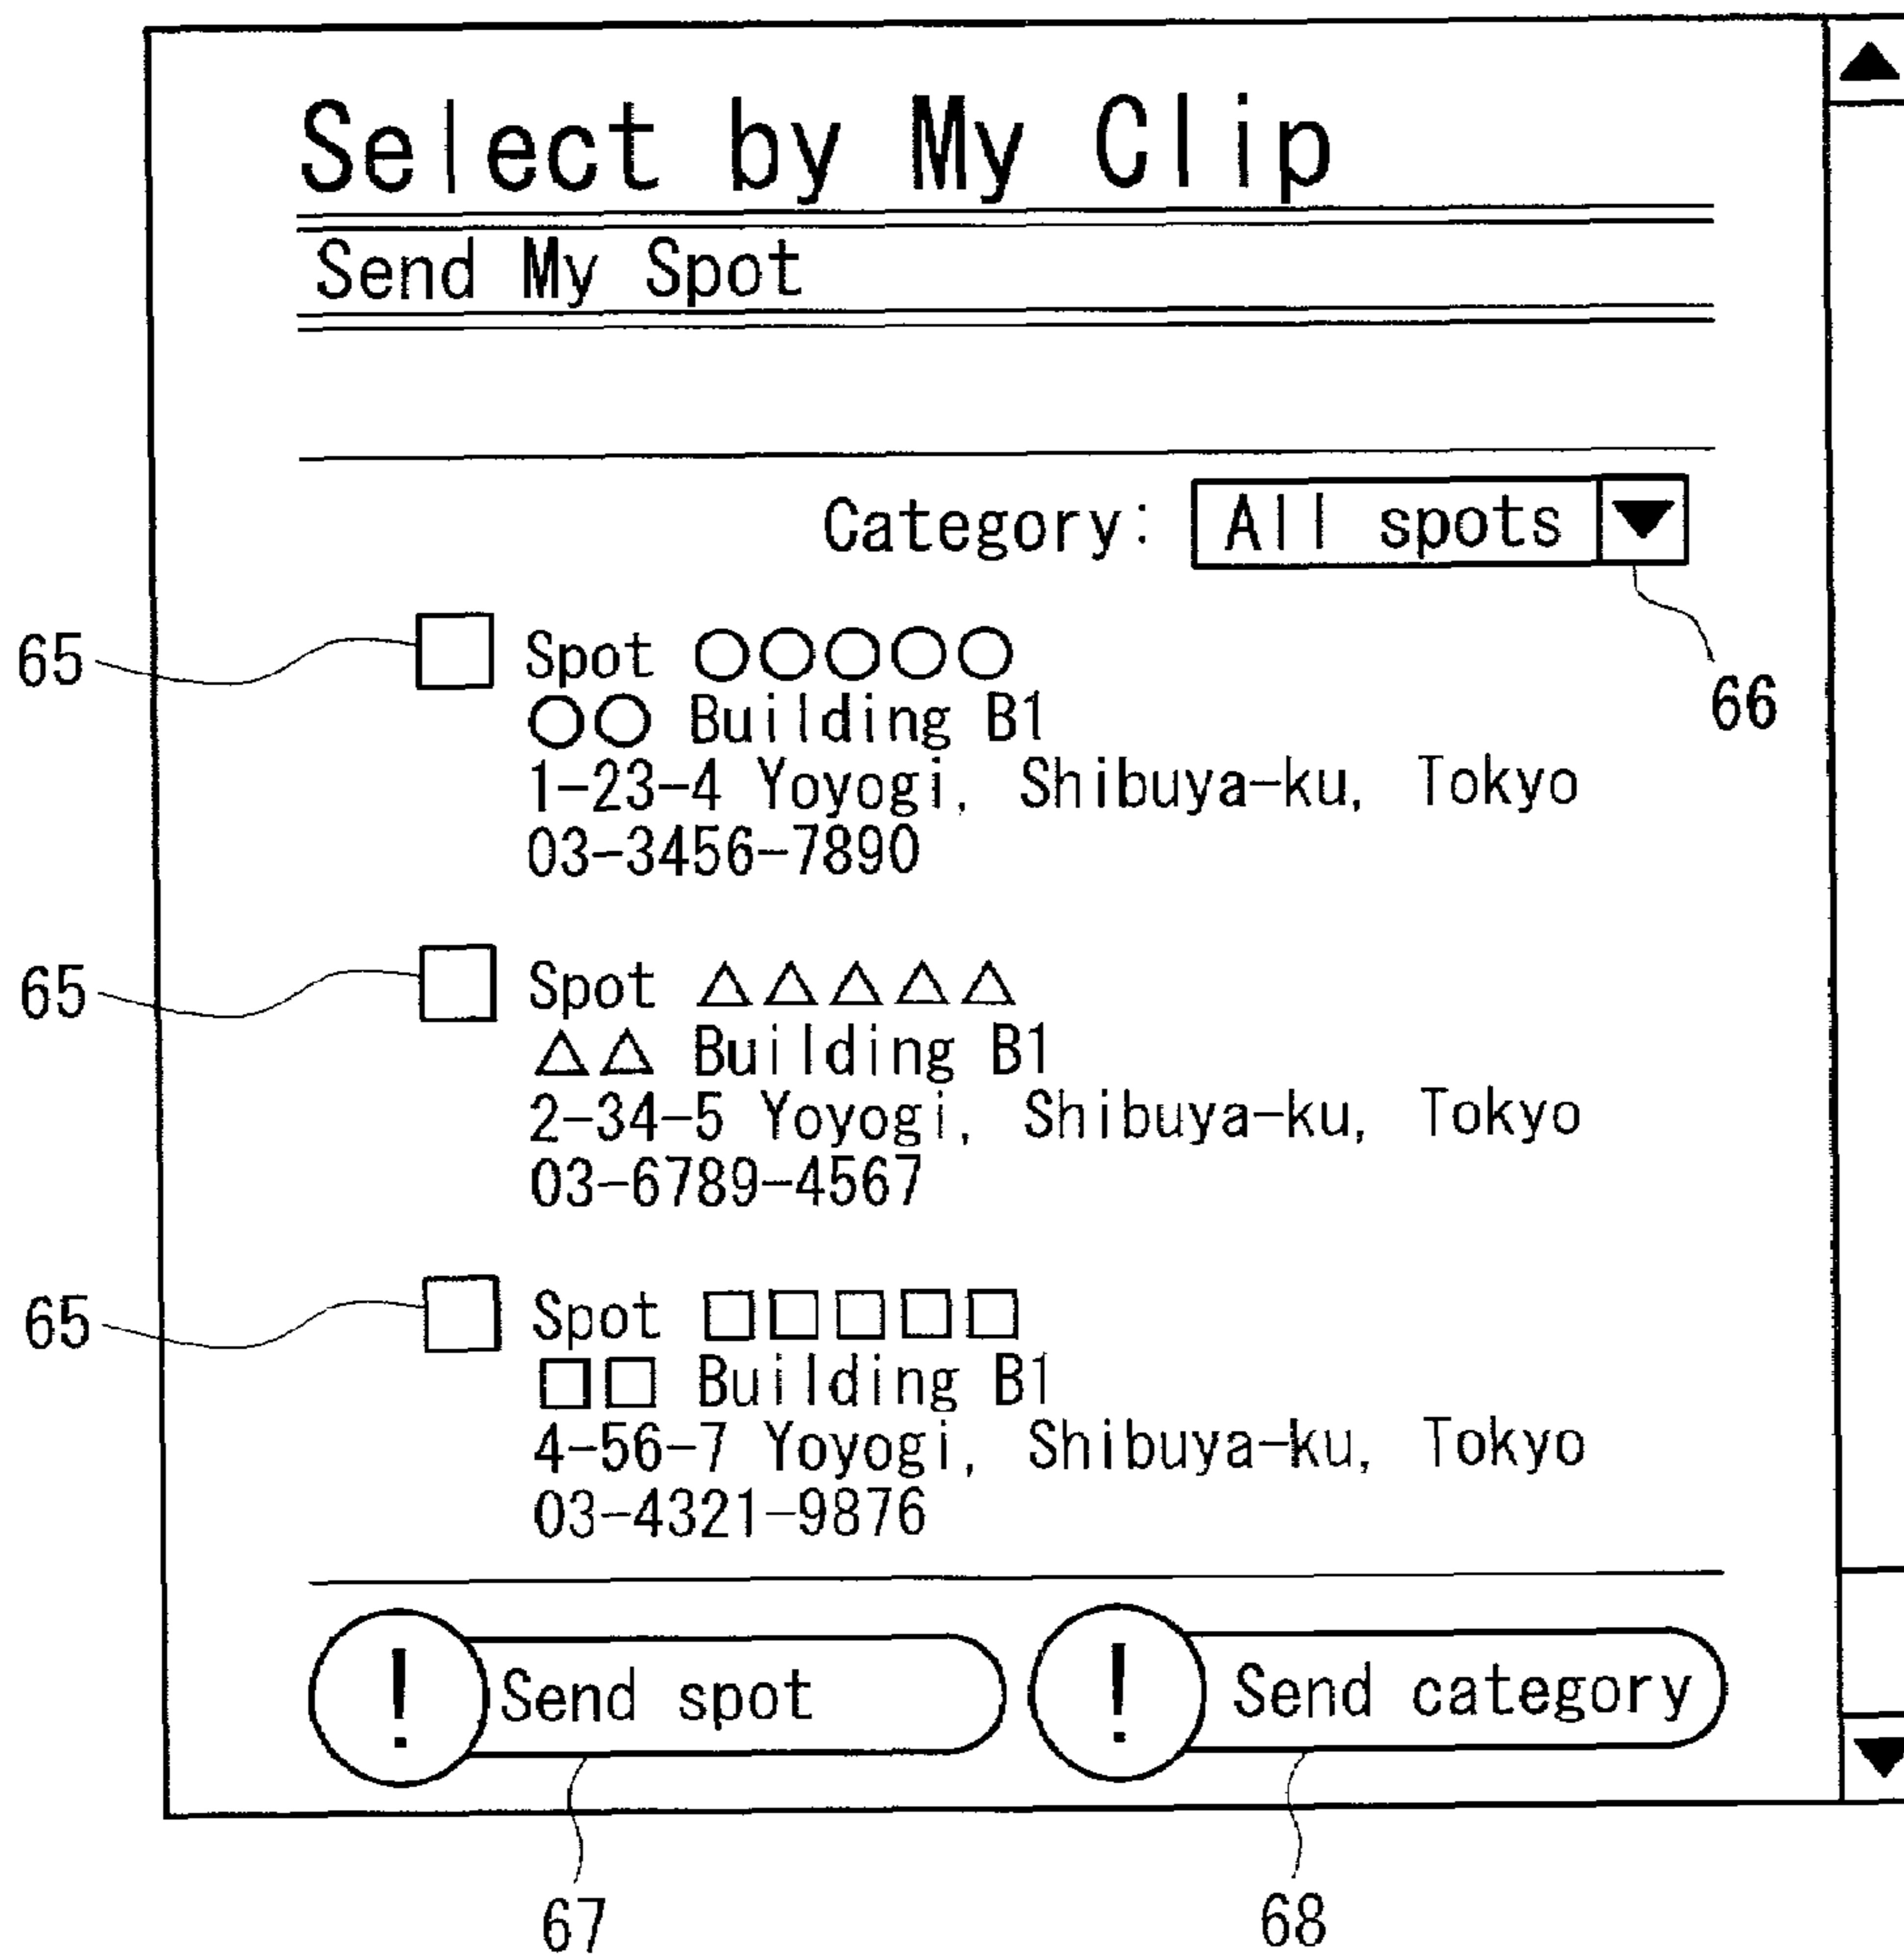 Select by My Clip
Send My Spot
Category: All spots
65 Spot ○○○○○
66
○○ Building B1
1-23-4 Yoyogi, Shibuya-ku, Tokyo
03-3456-7890
65 Spot △△△△△
△△ Building B1
2-34-5 Yoyogi, Shibuya-ku, Tokyo
03-6789-4567
65 Spot □□□□□
□□ Building B1
4-56-7 Yoyogi, Shibuya-ku, Tokyo
03-4321-9876
! Send spot
! Send category
67
68